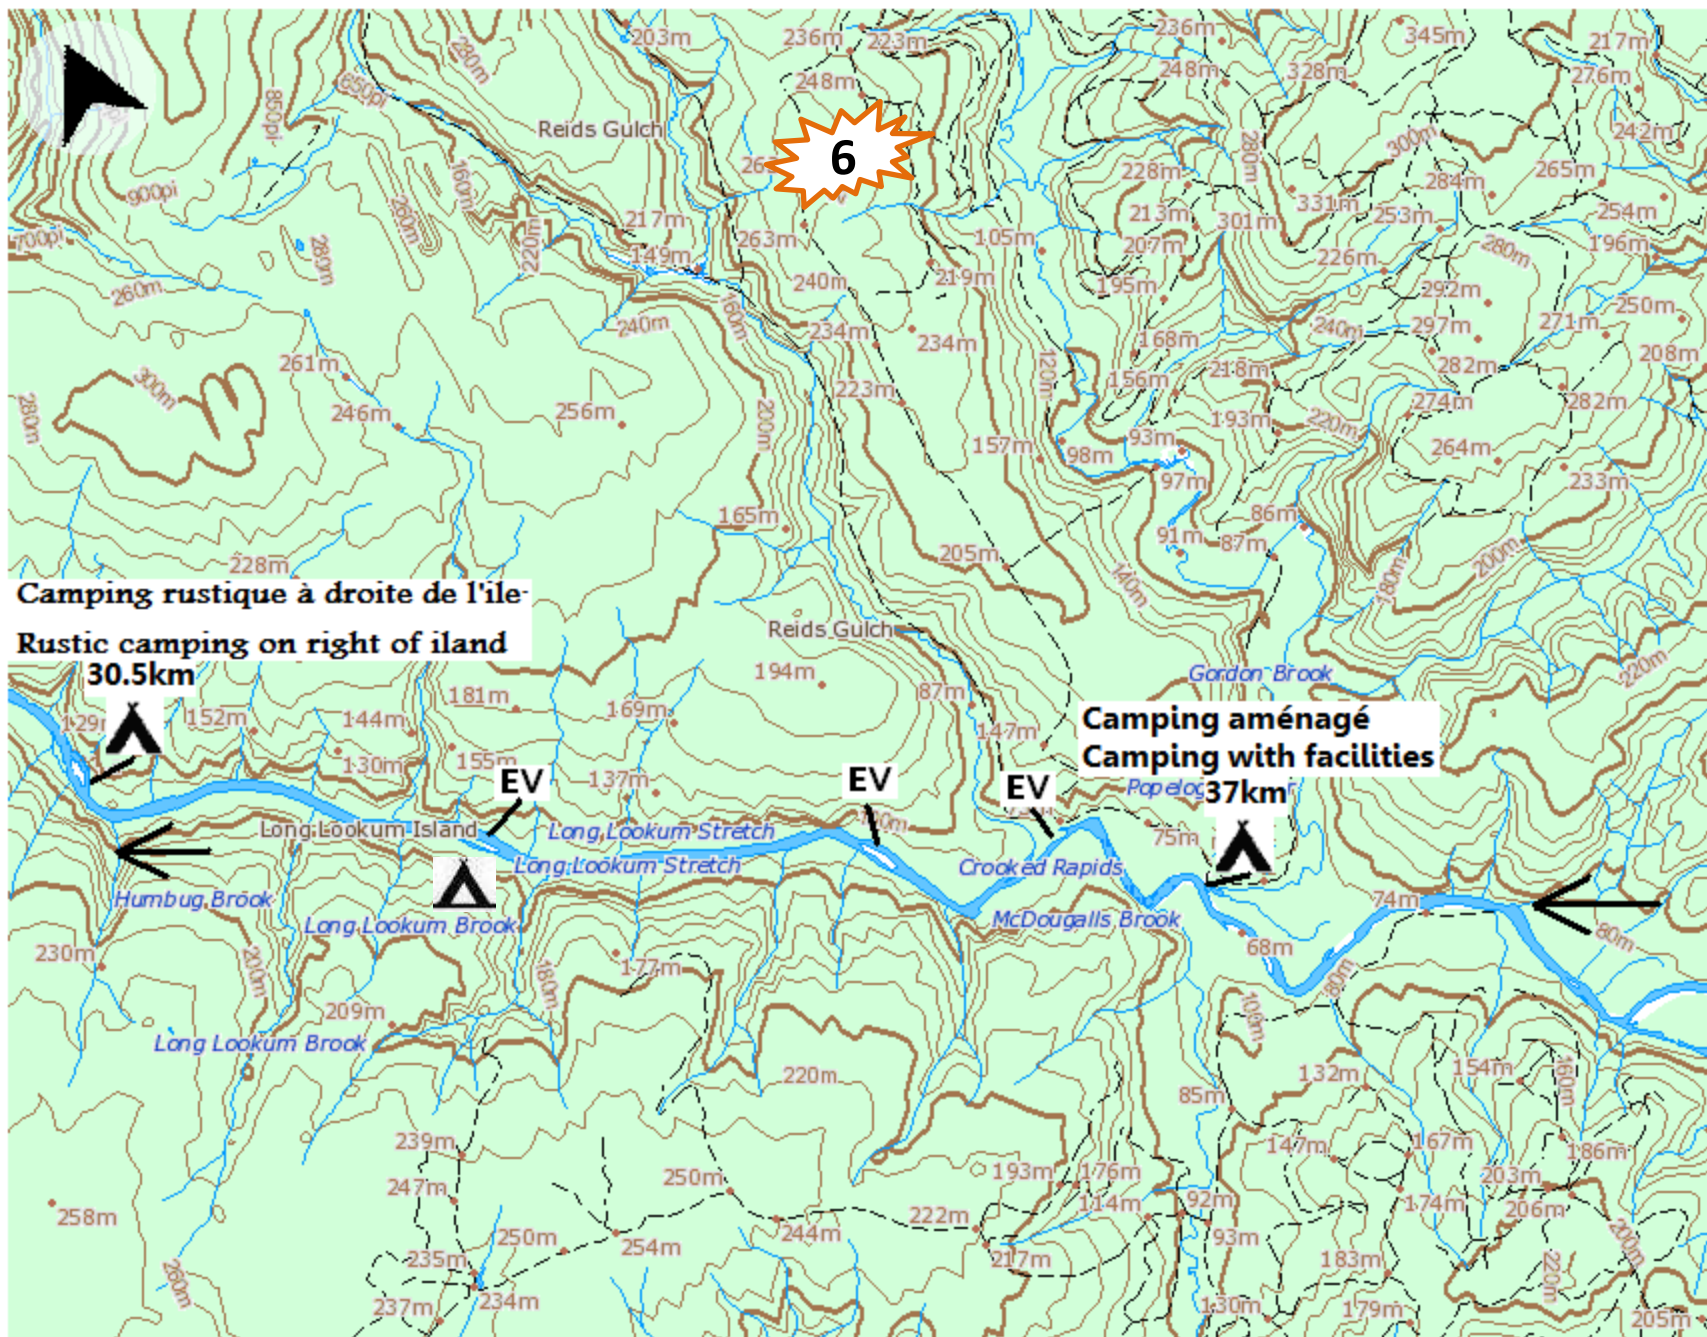 203m
236m
223m
236m
345m
217m
280m
248m
248m
328m
276m
650pi
850pi
Reids Gulch
6
280m
300m
242m
228m
284m
265m
900pi
160m
260m
217m
213m
301m
331m
253m
254m
700pi
280m
220m
149m
263m
105m
207m
226m
280m
196m
260m
240m
219m
195m
292m
250m
160m
240m
234m
234m
168m
240m
297m
271m
208m
261m
120m
218m
282m
300m
223m
156m
280m
246m
256m
200m
193m
220m
274m
282m
157m
93m
98m
264m
97m
233m
165m
86m
228m
205m
91m
87m
200m
140m
180m
Camping rustique à droite de l'ile-
Rustic camping on right of iland
30.5km
Reids Gulch
194m
87m
Gordon Brook
220m
152m
144m
181m
169m
147m
Camping aménagé
Camping with facilities
130m
155m
EV
137m
EV
EV
37km
Long Lookum Island
Long Lookum Stretch
Long Lookum Stretch
75m
Crooked Rapids
Humbug Brook
Long Lookum Brook
McDougalls Brook
74m
80m
230m
200m
177m
180m
68m
80m
209m
100m
Long Lookum Brook
220m
132m
154m
160m
85m
239m
147m
167m
186m
247m
250m
193m
176m
203m
258m
114m
92m
174m
206m
250m
254m
244m
222m
93m
200m
235m
217m
183m
220m
260m
237m
234m
130m
179m
205m